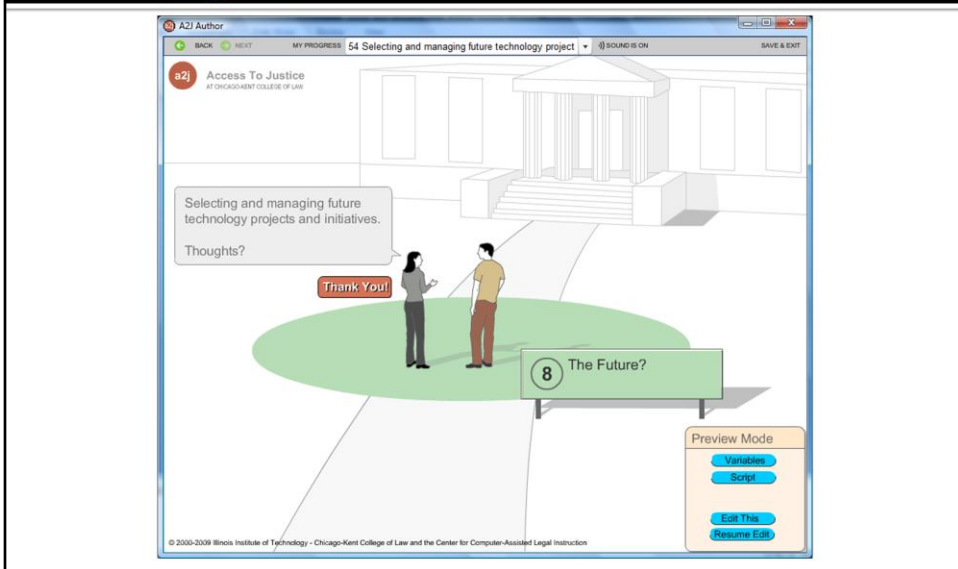 A2J Author
BACK NEXT MY PROGRESS 54 Selecting and managing future technology project SOUND IS ON SAVE & EXIT
a2j Access To Justice
AT CHICAGO-KENT COLLEGE OF LAW
Selecting and managing future
technology projects and initiatives.
Thoughts?
Thank You!
8 The Future?
Preview Mode
Variables
Script
Edit This
Resume Edit
© 2000-2009 Illinois Institute of Technology - Chicago-Kent College of Law and the Center for Computer-Assisted Legal Instruction